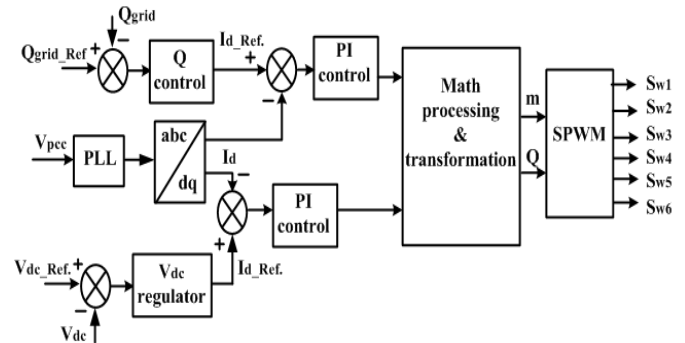 Qgrid
Qgrid_Ref
+
−
Q
control
Id_Ref.
+
−
PI
control
Vpcc
PLL
abc
dq
Id
−
+
PI
control
Id_Ref.
Vdc_Ref.
+
−
Vdc
Vdc
regulator
Math
processing
&
transformation
m
Q
SPWM
Sw1
Sw2
Sw3
Sw4
Sw5
Sw6